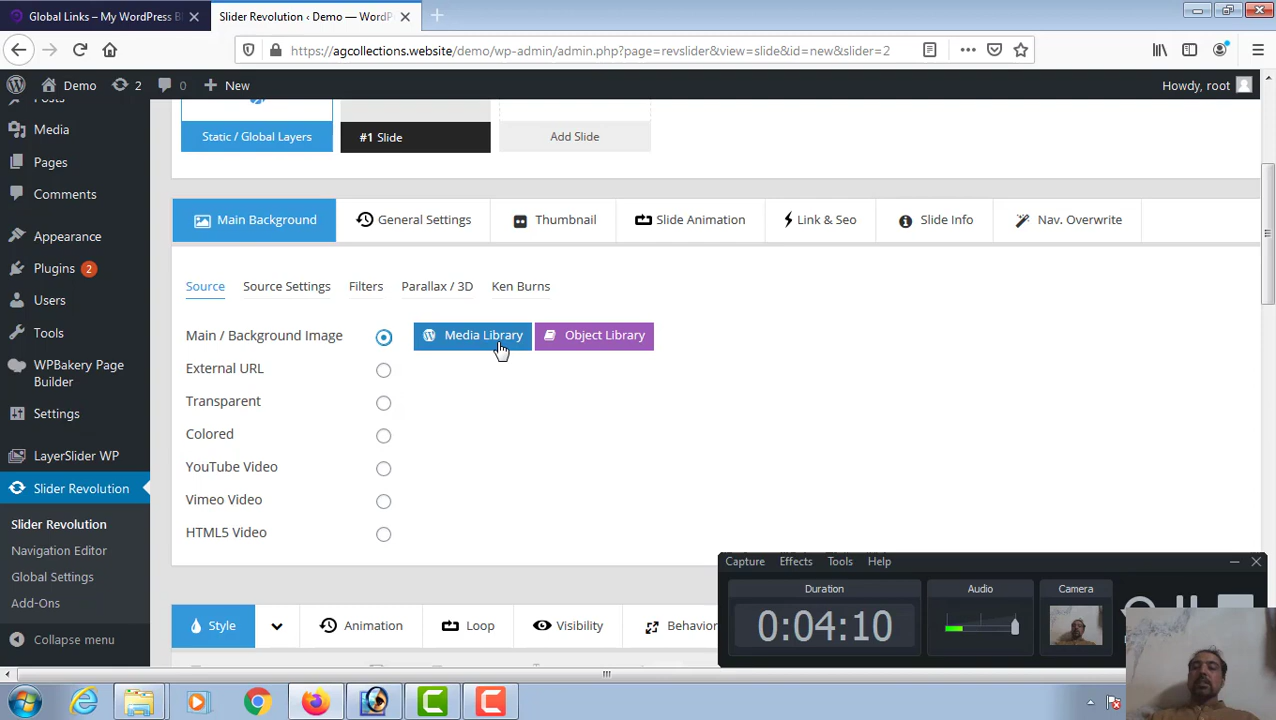 Global Links — My WordPress B
Slider Revolution ‹ Demo — WordP
https://agcollections.website/demo/wp-admin/admin.php?page=revslider&view=slide&id=new&slider=2
Demo
2
0
New
Howdy, root
Posts
Media
Pages
Comments
Appearance
Plugins 2
Users
Tools
WPBakery Page
Builder
Settings
LayerSlider WP
Slider Revolution
Slider Revolution
Navigation Editor
Global Settings
Add-Ons
Collapse menu
Static / Global Layers
#1 Slide
Add Slide
Main Background
General Settings
Thumbnail
Slide Animation
Link & Seo
Slide Info
Nav. Overwrite
Source
Source Settings
Filters
Parallax / 3D
Ken Burns
Main / Background Image
Media Library
Object Library
External URL
Transparent
Colored
YouTube Video
Vimeo Video
HTML5 Video
Style
Animation
Loop
Visibility
Behavior
Capture
Effects
Tools
Help
Duration
Audio
Camera
0:04:10